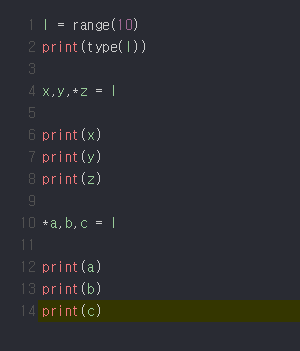 1 l = range(10)
2 print(type(l))
3
4 x,y,*z = l
5
6 print(x)
7 print(y)
8 print(z)
9
10 *a,b,c = l
11
12 print(a)
13 print(b)
14 print(c)